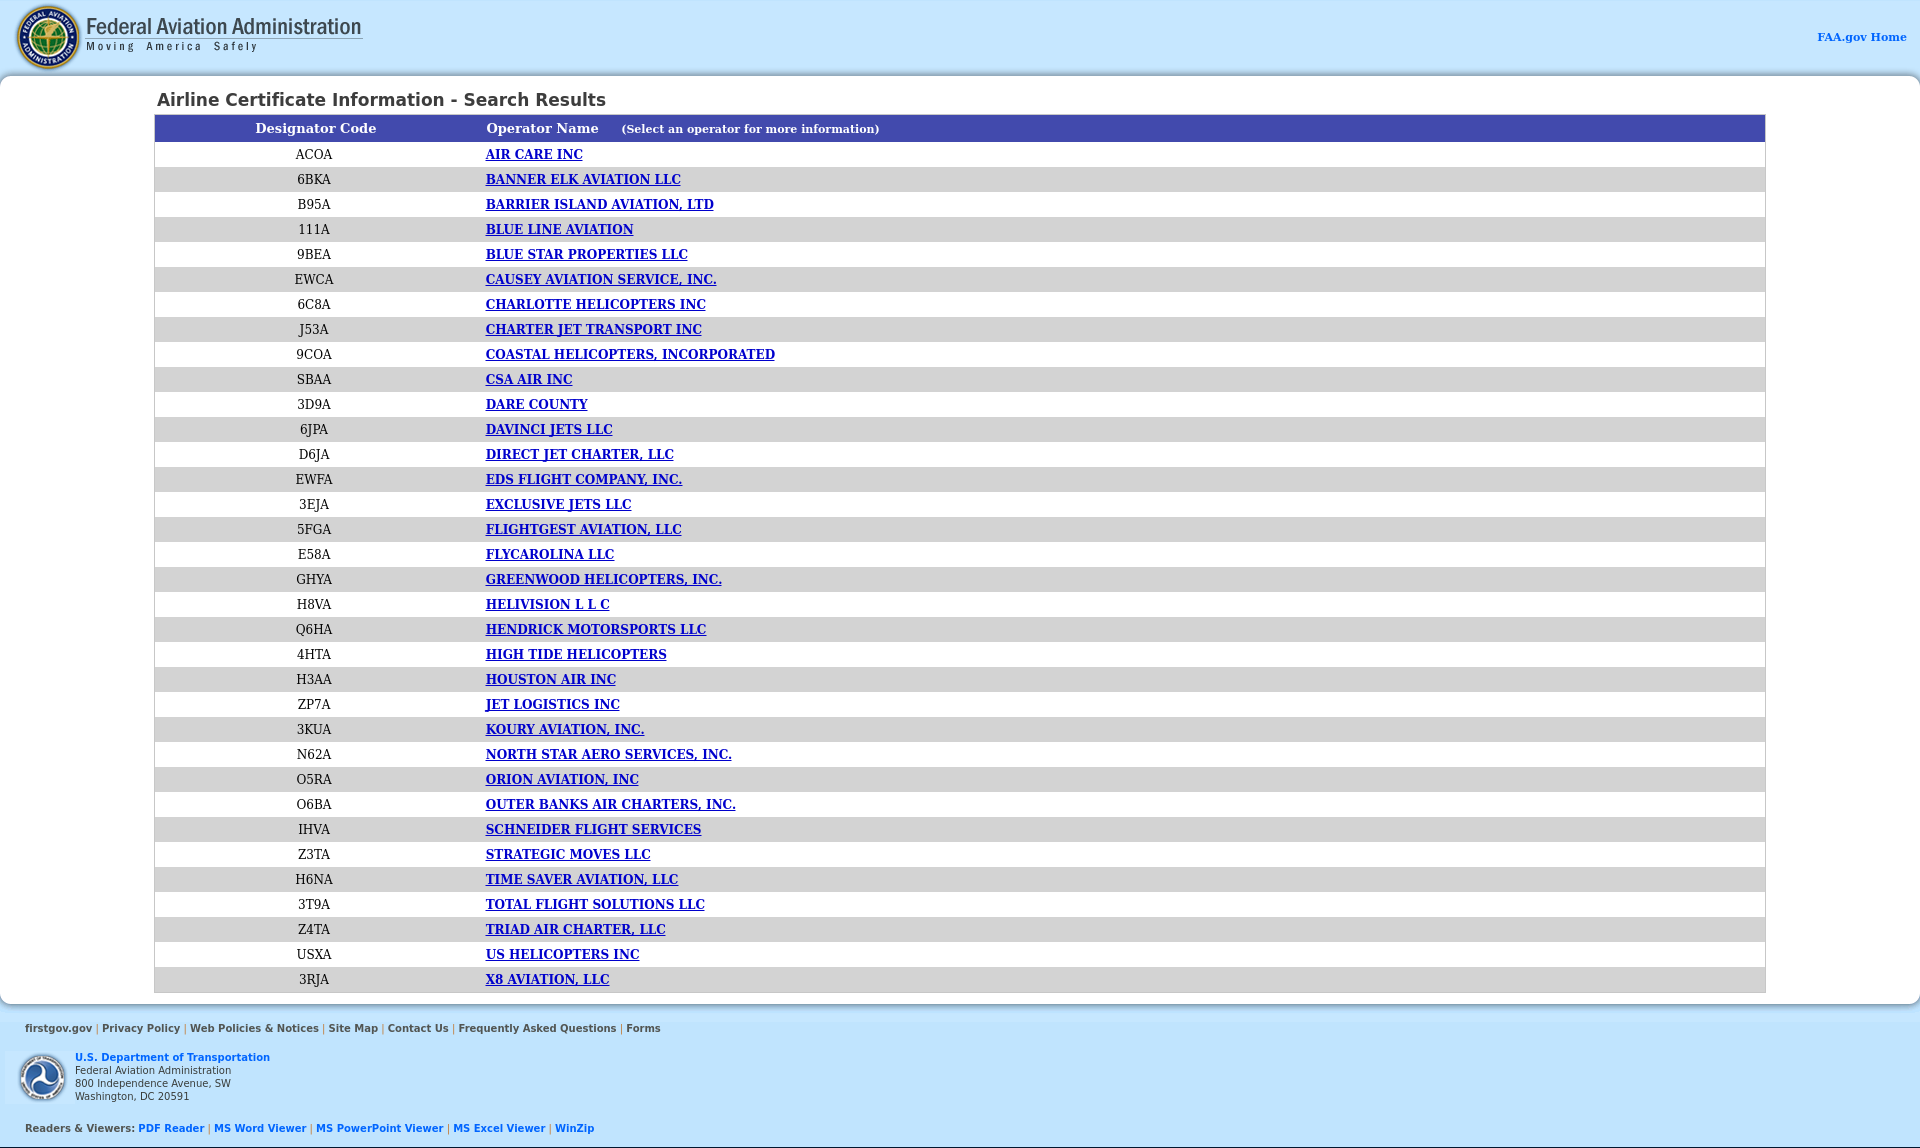 Federal Aviation Administration
Moving America Safely
FAA.gov Home
Airline Certificate Information - Search Results
Designator Code Operator Name (Select an operator for more information)
ACOA AIR CARE INC
6BKA BANNER ELK AVIATION LLC
B95A BARRIER ISLAND AVIATION, LTD
111A BLUE LINE AVIATION
9BEA BLUE STAR PROPERTIES LLC
EWCA CAUSEY AVIATION SERVICE, INC.
6C8A CHARLOTTE HELICOPTERS INC
J53A CHARTER JET TRANSPORT INC
9COA COASTAL HELICOPTERS, INCORPORATED
SBAA CSA AIR INC
3D9A DARE COUNTY
6JPA DAVINCI JETS LLC
D6JA DIRECT JET CHARTER, LLC
EWFA EDS FLIGHT COMPANY, INC.
3EJA EXCLUSIVE JETS LLC
5FGA FLIGHTGEST AVIATION, LLC
E58A FLYCAROLINA LLC
GHYA GREENWOOD HELICOPTERS, INC.
H8VA HELIVISION L L C
Q6HA HENDRICK MOTORSPORTS LLC
4HTA HIGH TIDE HELICOPTERS
H3AA HOUSTON AIR INC
ZP7A JET LOGISTICS INC
3KUA KOURY AVIATION, INC.
N62A NORTH STAR AERO SERVICES, INC.
O5RA ORION AVIATION, INC
O6BA OUTER BANKS AIR CHARTERS, INC.
IHVA SCHNEIDER FLIGHT SERVICES
Z3TA STRATEGIC MOVES LLC
H6NA TIME SAVER AVIATION, LLC
3T9A TOTAL FLIGHT SOLUTIONS LLC
Z4TA TRIAD AIR CHARTER, LLC
USXA US HELICOPTERS INC
3RJA X8 AVIATION, LLC
firstgov.gov | Privacy Policy | Web Policies & Notices | Site Map | Contact Us | Frequently Asked Questions | Forms
U.S. Department of Transportation
Federal Aviation Administration
800 Independence Avenue, SW
Washington, DC 20591
Readers & Viewers: PDF Reader | MS Word Viewer | MS PowerPoint Viewer | MS Excel Viewer | WinZip